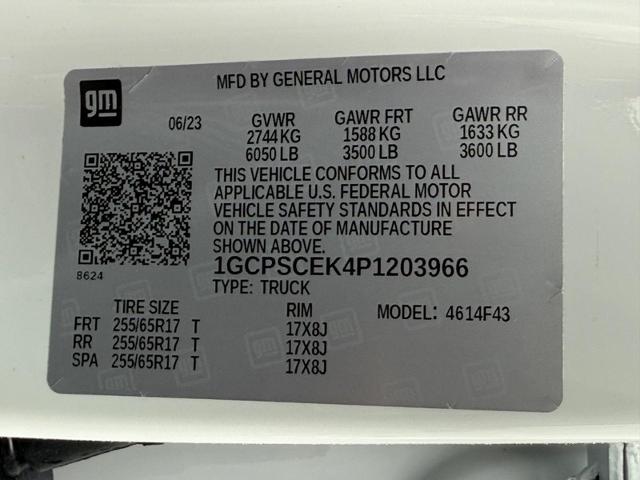 MFD BY GENERAL MOTORS LLC
gm
06/23 GVWR GAWR FRT GAWR RR
2744 KG 1588 KG 1633 KG
6050 LB 3500 LB 3600 LB
THIS VEHICLE CONFORMS TO ALL
APPLICABLE U.S. FEDERAL MOTOR
VEHICLE SAFETY STANDARDS IN EFFECT
ON THE DATE OF MANUFACTURE
SHOWN ABOVE.
8624
1GCPSCEK4P1203966
TYPE: TRUCK
TIRE SIZE RIM MODEL: 4614F43
FRT 255/65R17 T 17X8J
RR 255/65R17 T 17X8J
SPA 255/65R17 T 17X8J